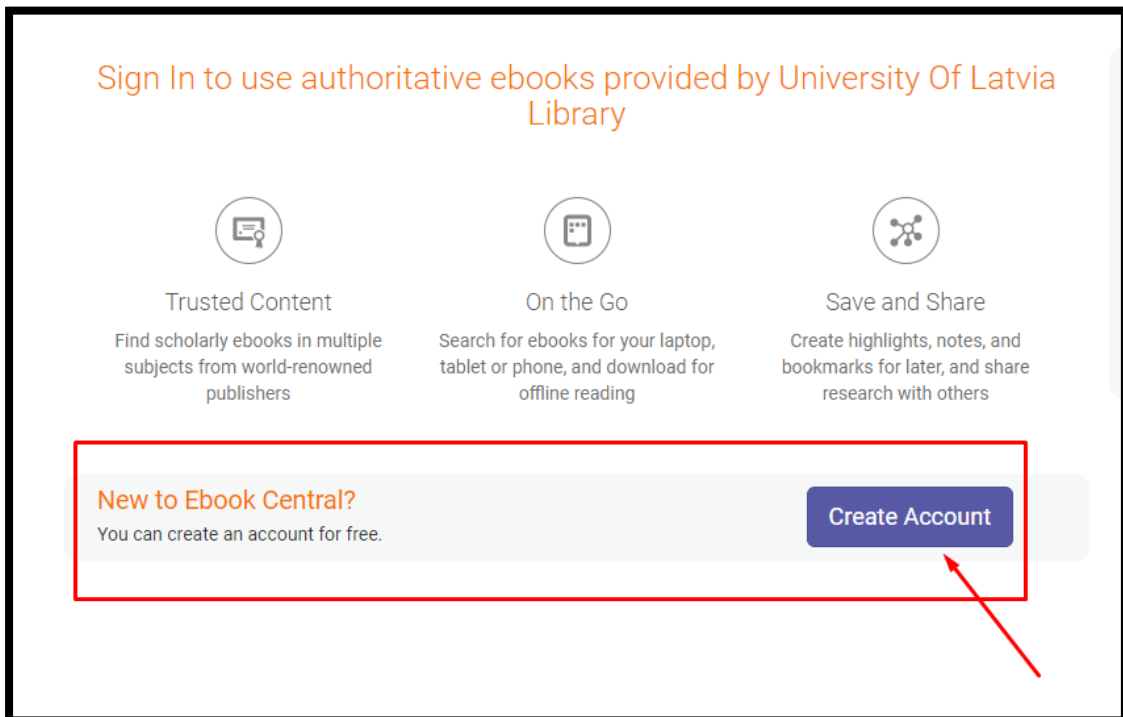 Sign In to use authoritative ebooks provided by University Of Latvia
Library
Trusted Content
Find scholarly ebooks in multiple
subjects from world-renowned
publishers
On the Go
Search for ebooks for your laptop,
tablet or phone, and download for
offline reading
Save and Share
Create highlights, notes, and
bookmarks for later, and share
research with others
New to Ebook Central?
You can create an account for free.
Create Account